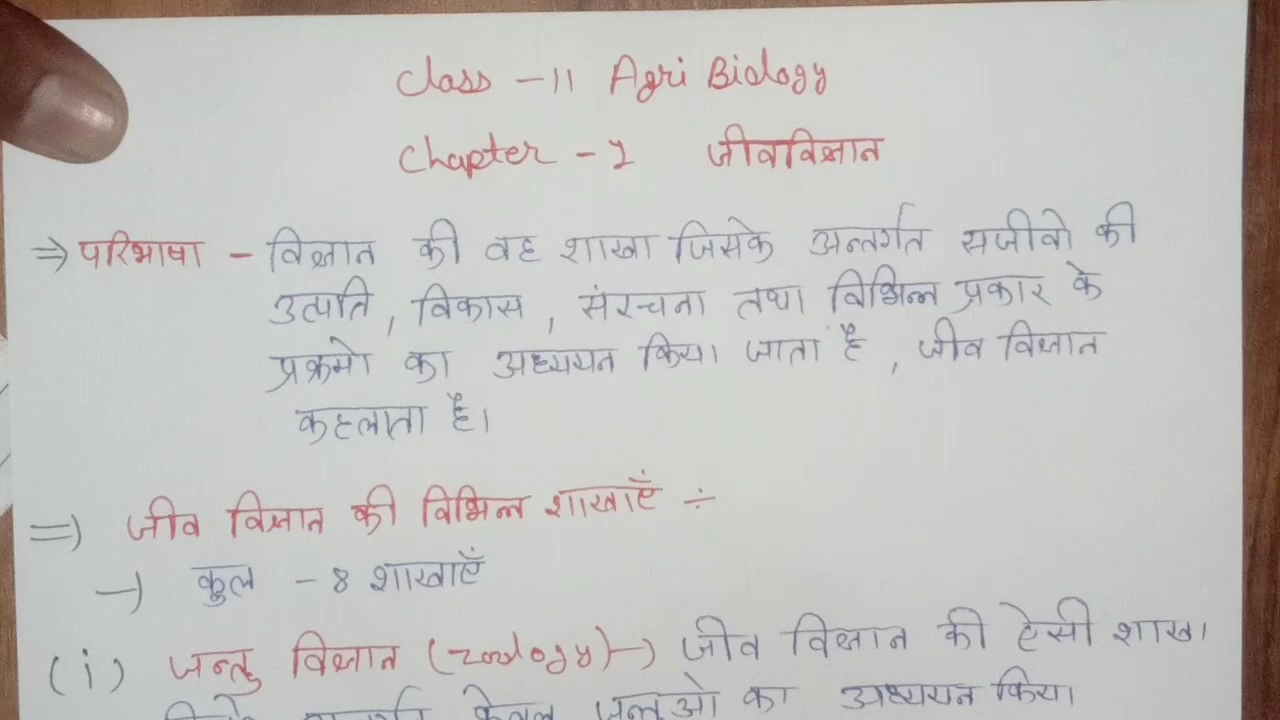 Class - 11 Agri Biology
Chapter - 1 जीवविज्ञान
⇒ परिभाषा - विज्ञान की वह शाखा जिसके अन्तर्गत सजीवो की
उत्पति, विकास, संरचना तथा विभिन्न प्रकार के
प्रक्रमो का अध्ययन किया जाता है, जीव विज्ञान
कहलाता है।
⇒ जीव विज्ञान की विभिन्न शाखाएँ ÷
→ कुल - 8 शाखाएँ
(i) जन्तु विज्ञान (zoology) → जीव विज्ञान की ऐसी शाखा
केवल जन्तुओ का अध्ययन किया